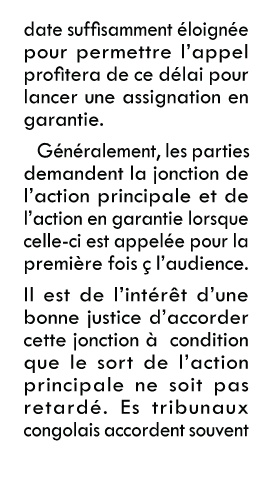 date suffisamment éloignée
pour permettre l'appel
profitera de ce délai pour
lancer une assignation en
garantie.
Généralement, les parties
demandent la jonction de
l'action principale et de
l'action en garantie lorsque
celle-ci est appelée pour la
première fois ç l'audience.
Il est de l'intérêt d'une
bonne justice d'accorder
cette jonction à condition
que le sort de l'action
principale ne soit pas
retardé. Es tribunaux
congolais accordent souvent